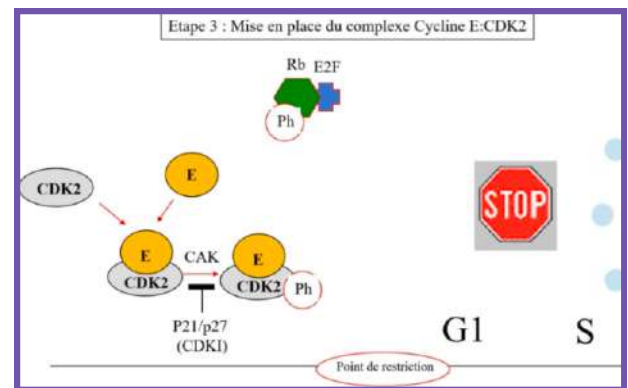 Etape 3 : Mise en place du complexe Cycline E:CDK2
Rb E2F
Ph
CDK2
E
E
CDK2
CAK
E
CDK2
Ph
P21/p27
(CDKI)
STOP
G1 S
Point de restriction